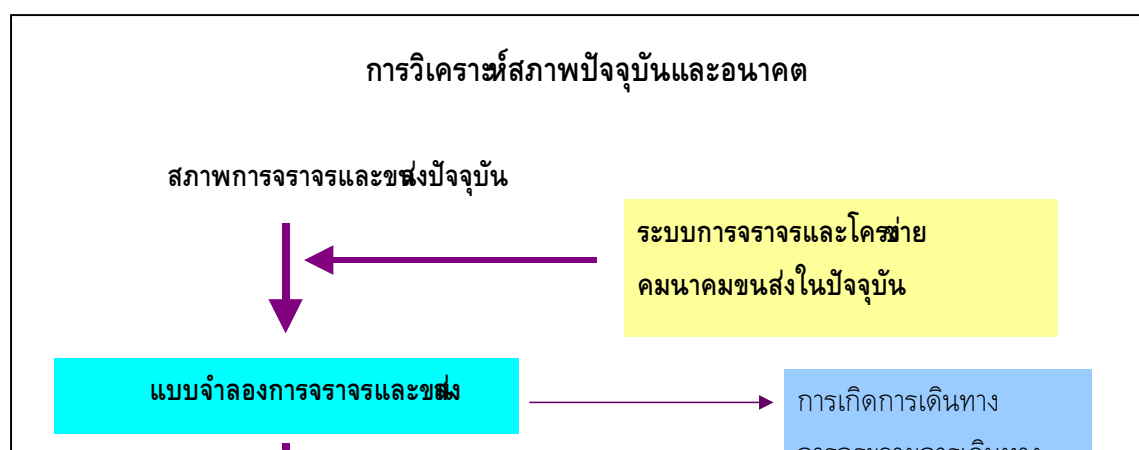 การวิเคราะห์สภาพปัจจุบันและอนาคต
สภาพการจราจรและขนส่งปัจจุบัน
ระบบการจราจรและโครงข่าย
คมนาคมขนส่งในปัจจุบัน
แบบจำลองการจราจรและขนส่ง
การเกิดการเดินทาง